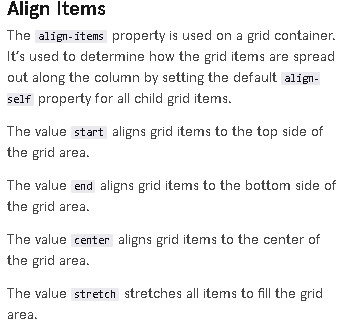 Align Items
The align-items property is used on a grid container.
It's used to determine how the grid items are spread
out along the column by setting the default align-
self property for all child grid items.
The value start aligns grid items to the top side of
the grid area.
The value end aligns grid items to the bottom side of
the grid area.
The value center aligns grid items to the center of
the grid area.
The value stretch stretches all items to fill the grid
area.